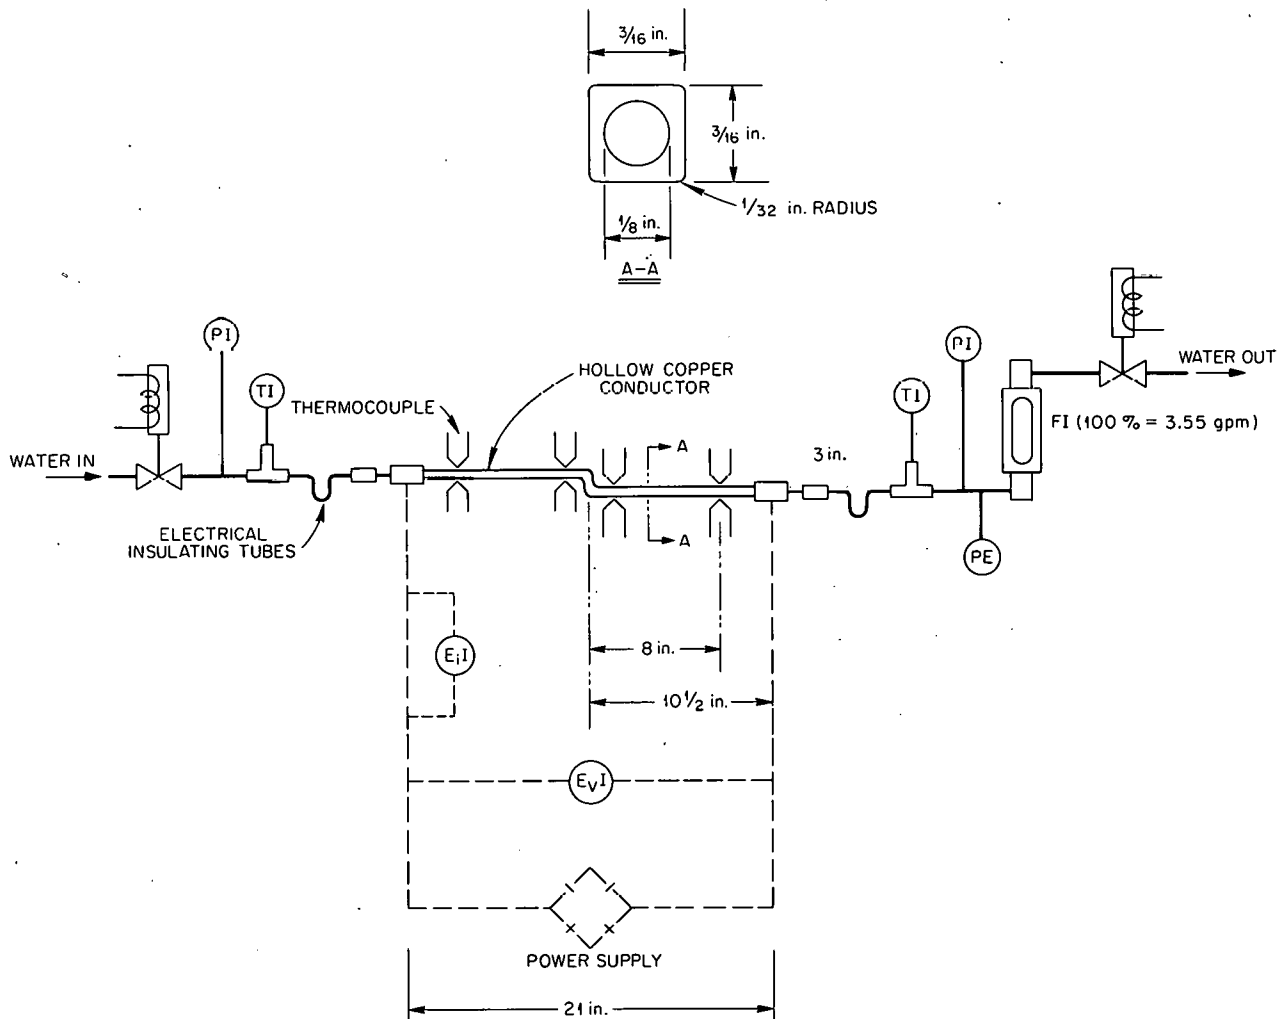 3/16 in.
3/16 in.
1/32 in. RADIUS
1/8 in.
A-A
PI
TI
THERMOCOUPLE
HOLLOW COPPER
CONDUCTOR
A
3 in.
TI
PI
WATER OUT
FI (100 % = 3.55 gpm)
WATER IN
ELECTRICAL
INSULATING TUBES
A
PE
EiI
8 in.
10 1/2 in.
EVI
POWER SUPPLY
21 in.